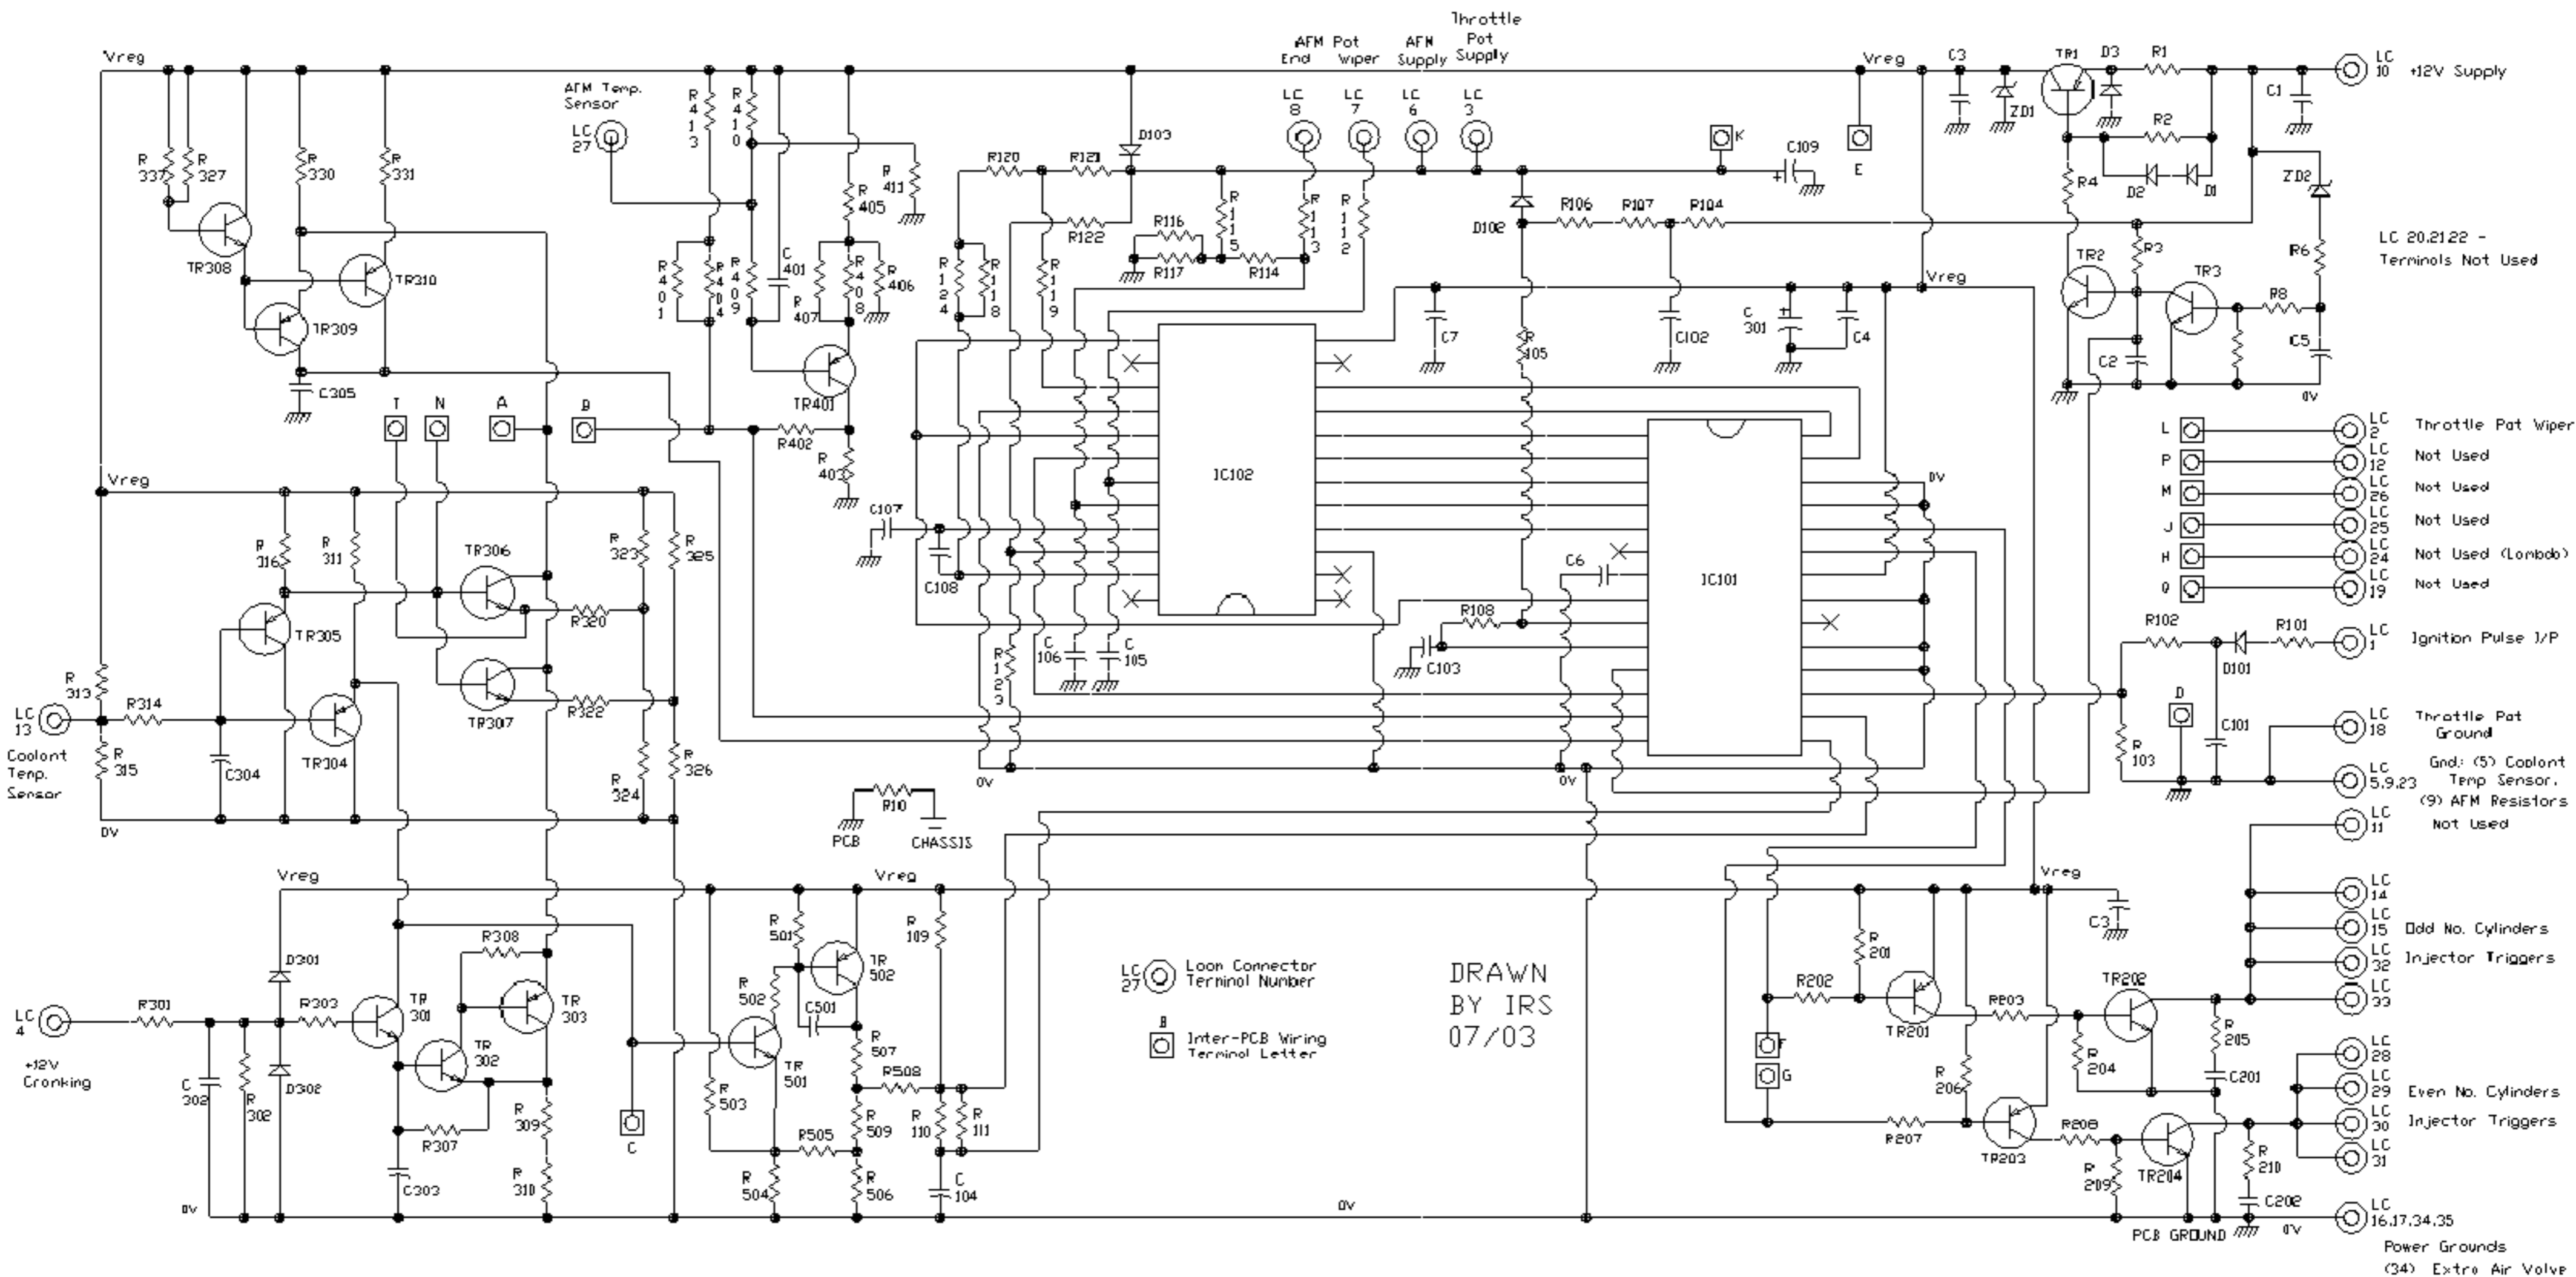 Throttle
AFM Pot AFM Pot
End Wiper Supply Supply
Vreg
Vreg C3 TR1 D3 R1 LC
10 +12V Supply
AFM Temp.
Sensor
LC
27
R
413
R
410
LC
8
LC
7
LC
6
LC
3
ZD1
C1
R2
D103
K
C109
E
R
337
R
327
R
330
R
331
R
411
R120
R121
R4
D2
D1
ZD2
R
405
R116
R
115
R
113
R
112
D102
R106
R107
R104
R122
R117
R114
R3
TR2
TR3
R6
LC 20,21,22 -
Terminals Not Used
TR308
TR310
R
401
R
404
R
409
C
401
R
407
R
408
R
406
R
124
R
118
R
119
Vreg
R8
TR309
C7
R
105
C102
C
301
C4
C2
C5
C305
TR401
0V
T N A B
R402
R
403
L LC
2 Throttle Pot Wiper
P LC
12 Not Used
M LC
26 Not Used
J LC
25 Not Used
H LC
24 Not Used (Lambda)
Q LC
19 Not Used
Vreg
IC102
0V
C107
R
316
R
311
TR306
R
323
R
325
C108
C6
IC101
TR305
R320
R108
R102
R101
LC
1 Ignition Pulse I/P
D101
R
313
R314
LC
13
Coolant
Temp.
Sensor
TR307
R322
R
123
C
106
C
105
C103
D
LC
18
Throttle Pot
Ground
R
315
C304
TR304
R
324
R
326
R
103
C101
LC
5,9,23
Gnd.: (5) Coolant
Temp Sensor.
(9) AFM Resistors
0V
0V
0V
R10
PCB
CHASSIS
LC
11 Not Used
Vreg
Vreg
Vreg
C3
LC
14
LC
15 Odd No. Cylinders
LC
32 Injector Triggers
LC
33
R308
D301
R
501
TR
502
R
109
R
201
R301
R303
TR
301
TR
303
R
502
C501
LC
27
Loom Connector
Terminal Number
DRAWN
BY IRS
07/03
R202
TR202
LC
4
+12V
Cranking
TR
302
TR
501
R
507
B
Inter-PCB Wiring
Terminal Letter
TR201
R203
R
205
F
G
R
204
C201
LC
28
LC
29 Even No. Cylinders
LC
30 Injector Triggers
LC
31
C
302
R
302
D302
R
503
R508
R
206
R
309
R
509
R
110
R
111
R307
C
R505
R207
R208
TR203
TR204
R
210
C303
R
310
R
504
R
506
C
104
R
209
C202
0V
0V
PCB GROUND
0V
LC
16,17,34,35
Power Grounds
(34) Extra Air Valve